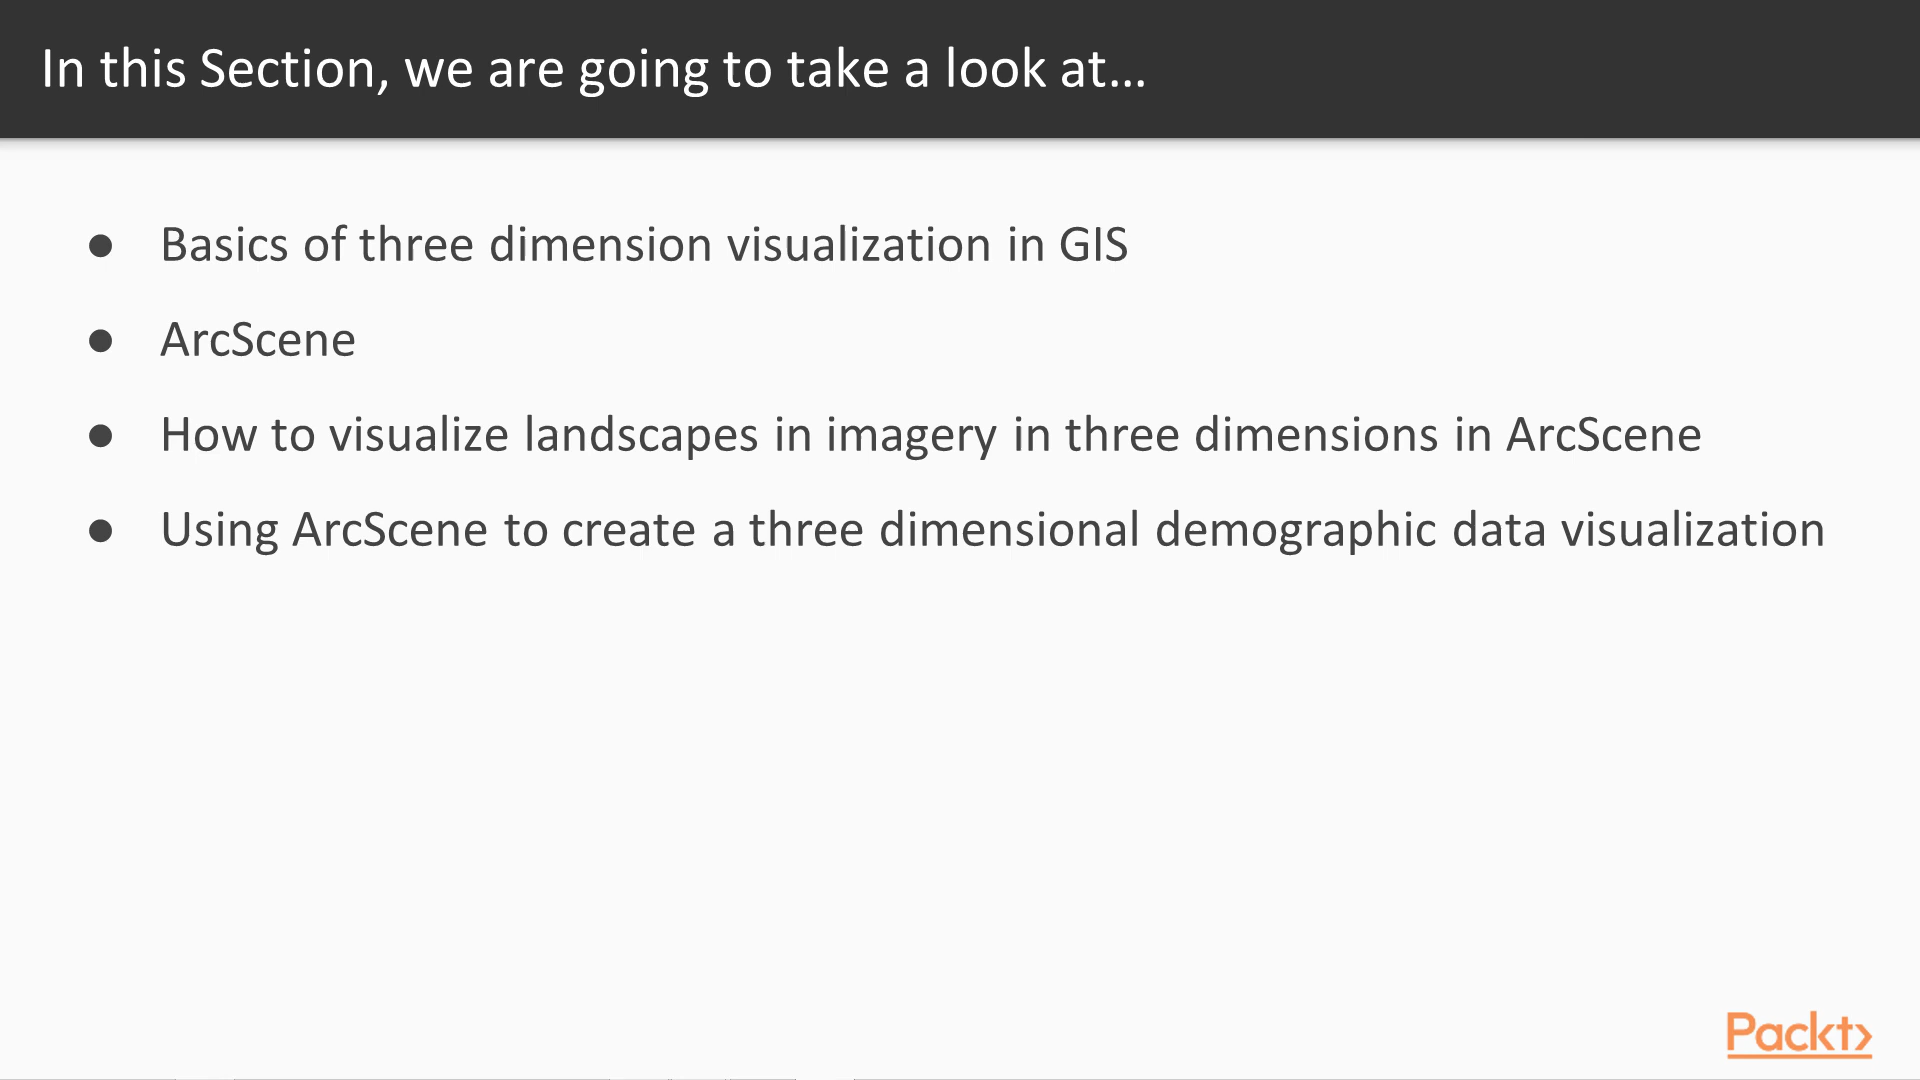 In this Section, we are going to take a look at...
● Basics of three dimension visualization in GIS
● ArcScene
● How to visualize landscapes in imagery in three dimensions in ArcScene
● Using ArcScene to create a three dimensional demographic data visualization
Packt>